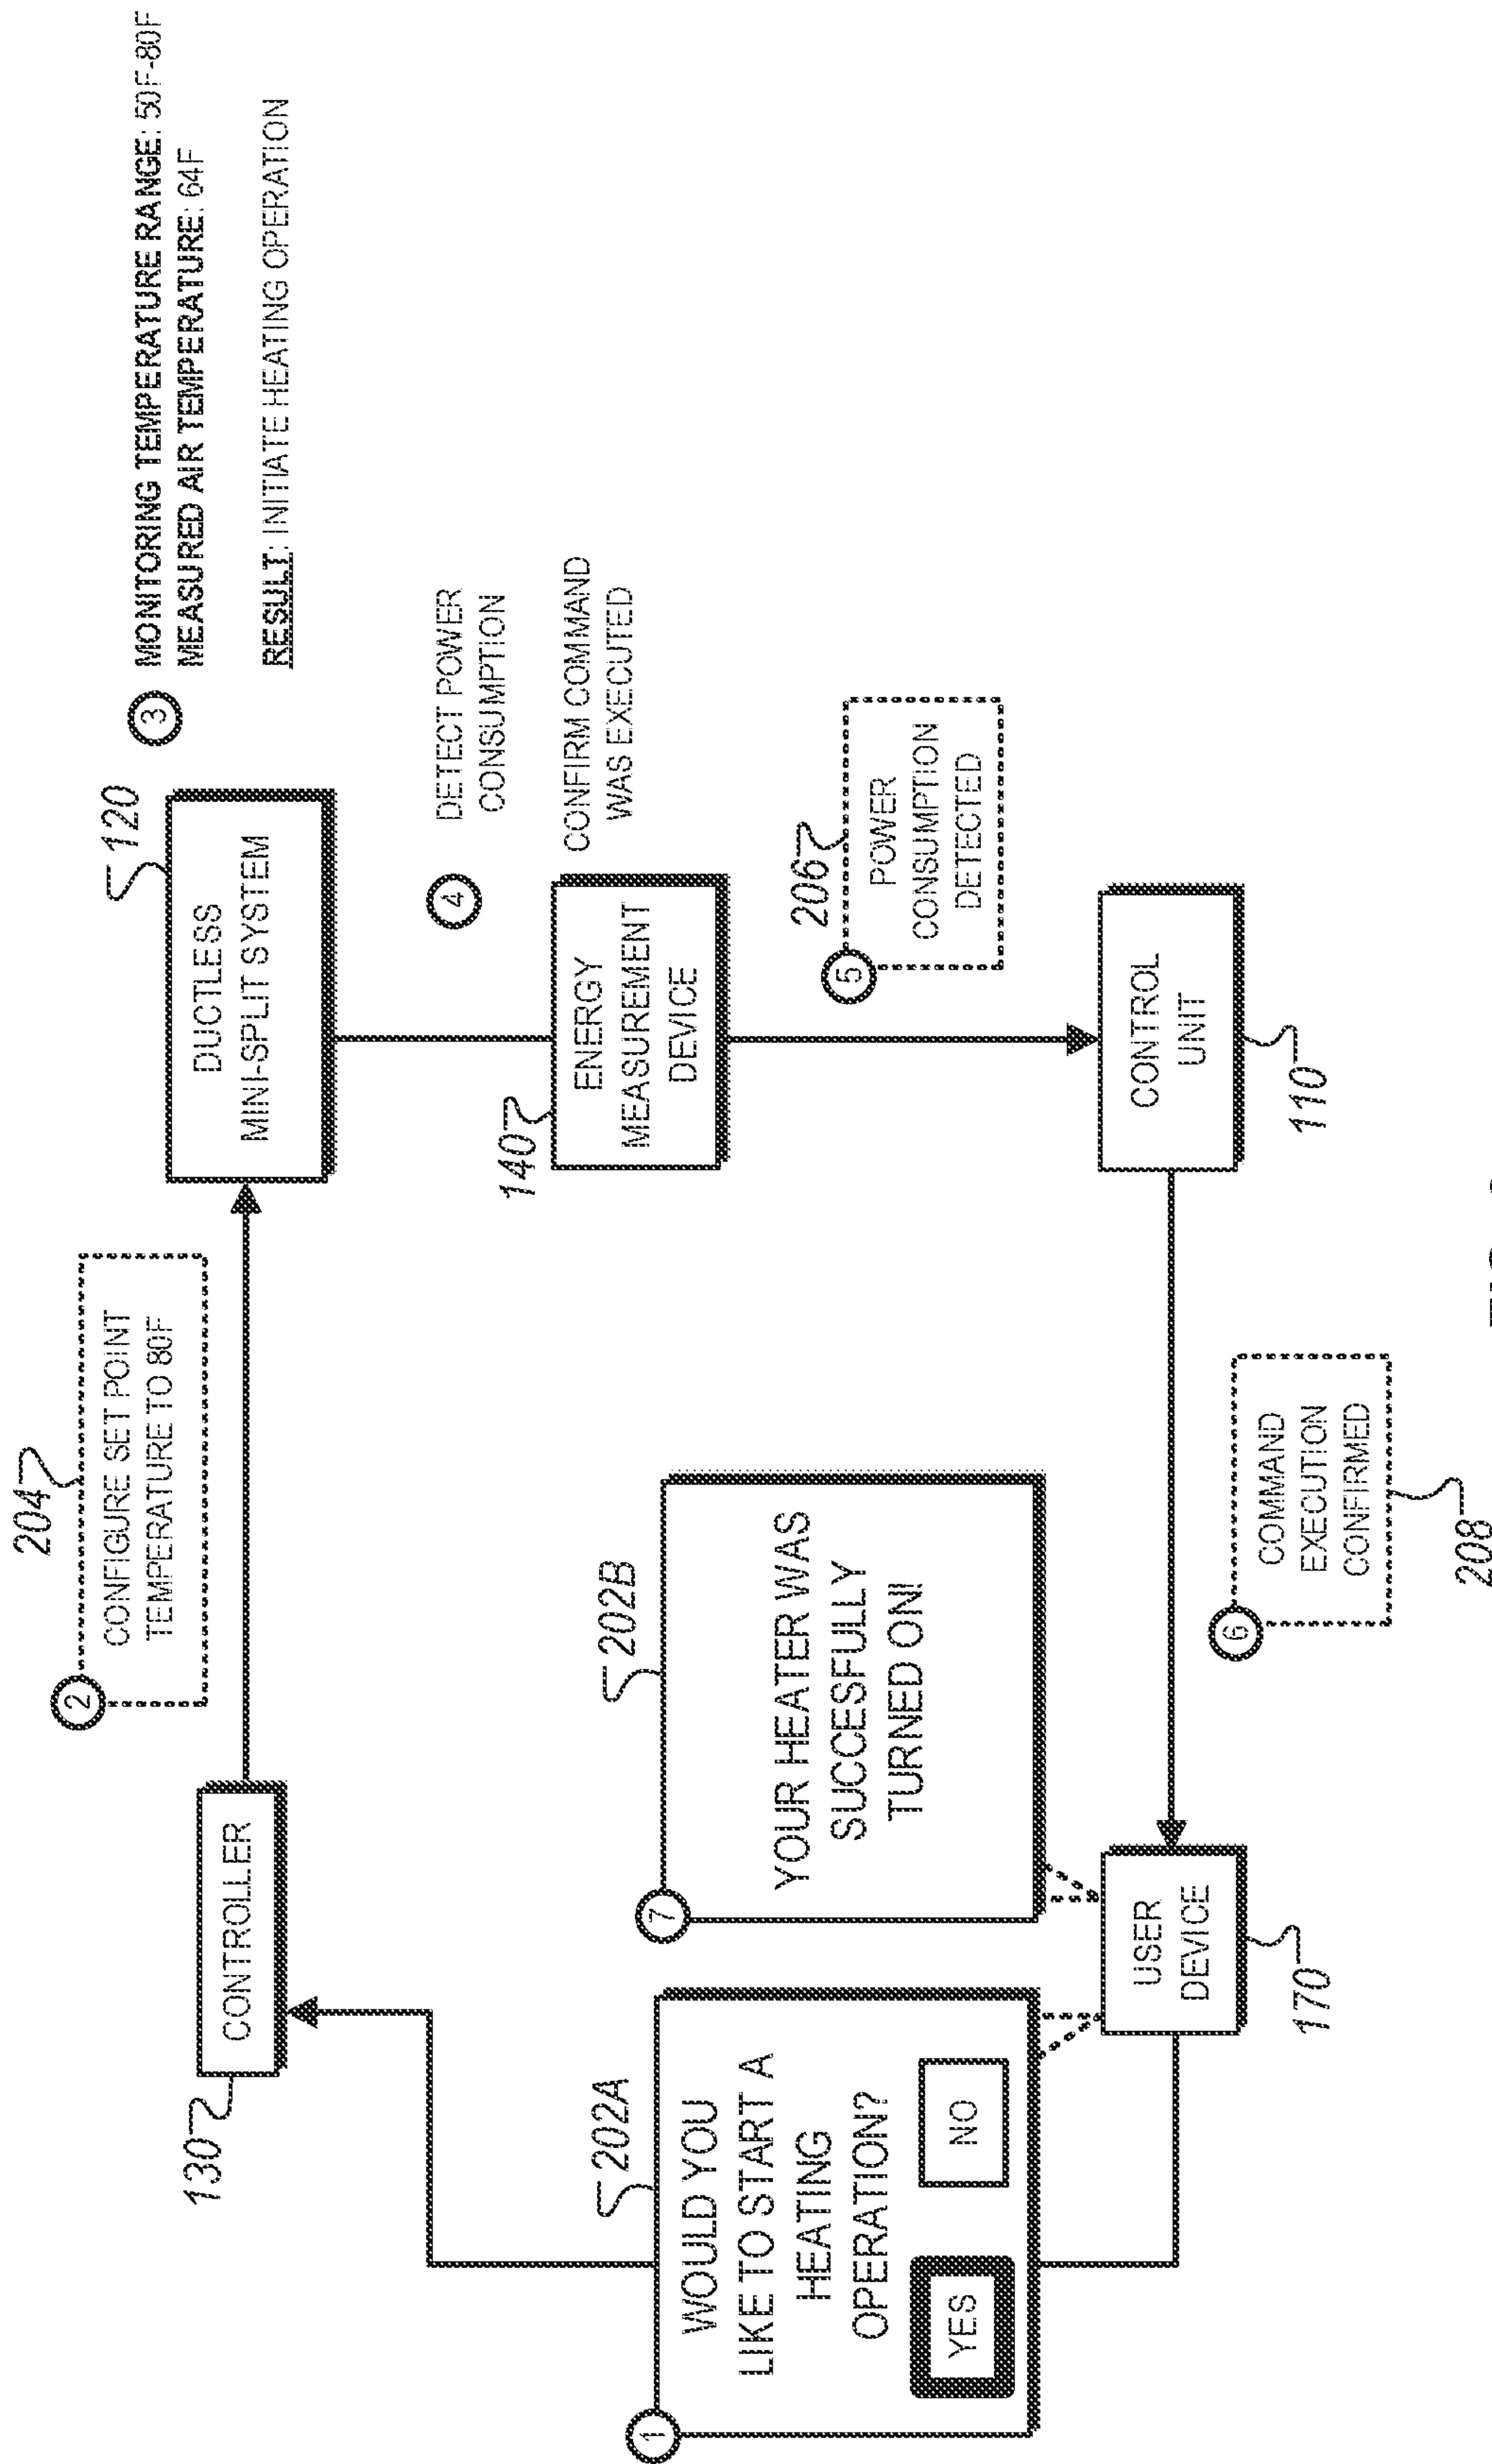 204
2
CONFIGURE SET POINT
TEMPERATURE TO 80F
130
CONTROLLER
120
DUCTLESS
MINI-SPLIT SYSTEM
3
MONITORING TEMPERATURE RANGE: 50F-80F
MEASURED AIR TEMPERATURE: 64F
RESULT: INITIATE HEATING OPERATION
4
DETECT POWER
CONSUMPTION
CONFIRM COMMAND
WAS EXECUTED
140
ENERGY
MEASUREMENT
DEVICE
1
202A
WOULD YOU
LIKE TO START A
HEATING
OPERATION?
YES
NO
7
202B
YOUR HEATER WAS
SUCCESFULLY
TURNED ON!
206
5
POWER
CONSUMPTION
DETECTED
USER
DEVICE
170
CONTROL
UNIT
110
6
COMMAND
EXECUTION
CONFIRMED
208